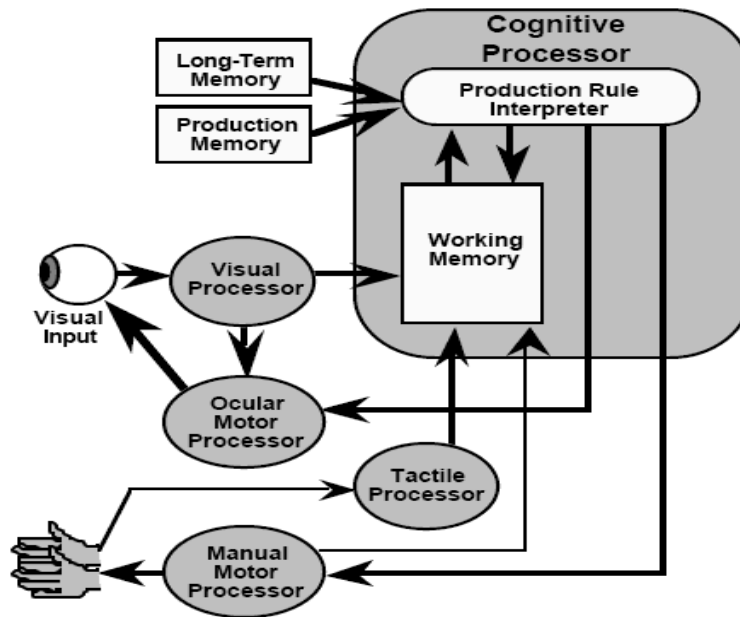 Cognitive
Processor
Long-Term
Memory
Production Rule
Interpreter
Production
Memory
Working
Memory
Visual
Processor
Visual
Input
Ocular
Motor
Processor
Tactile
Processor
Manual
Motor
Processor